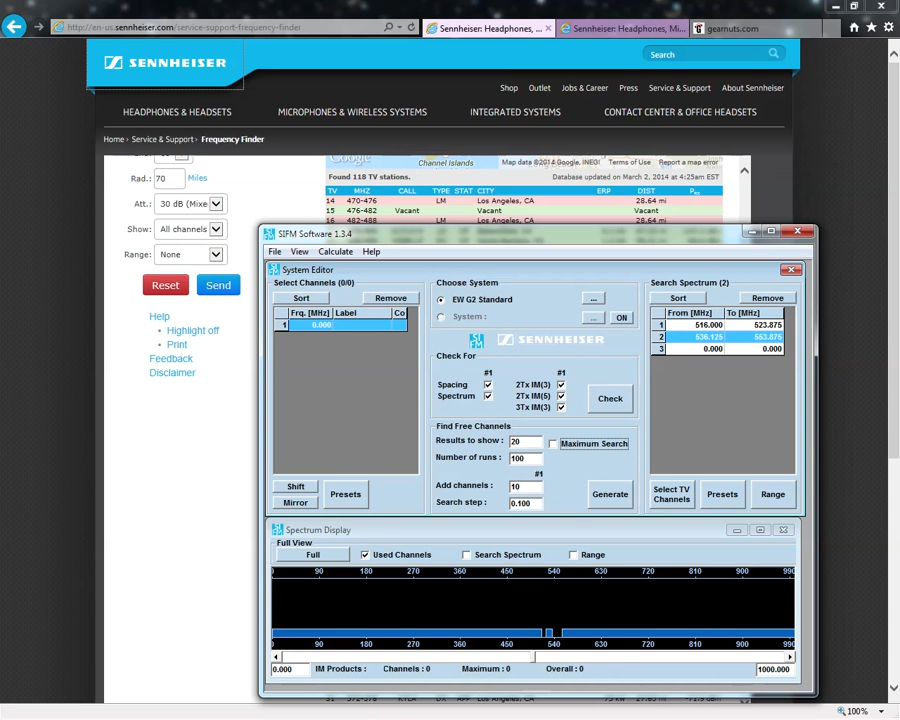 http://en-us.sennheiser.com/service-support-frequency-finder
Sennheiser: Headphones, ...
Sennheiser: Headphones, Mi...
gearnuts.com
SENNHEISER
Search
Shop Outlet Jobs & Career Press Service & Support About Sennheiser
HEADPHONES & HEADSETS MICROPHONES & WIRELESS SYSTEMS INTEGRATED SYSTEMS CONTACT CENTER & OFFICE HEADSETS
Home › Service & Support › Frequency Finder
Google Channel Islands Map data ©2014 Google, INEGI Terms of Use Report a map error
Found 118 TV stations. Database updated on March 2, 2014 at 4:25am EST
TV MHZ CALL TYPE STAT CITY ERP DIST
14 470-476 LM Los Angeles, CA 28.64 mi
15 476-482 Vacant Vacant Vacant
16 482-488 LM Los Angeles, CA 28.64 mi
Rad.: 70 Miles
Att.: 30 dB (Mixe
Show: All channels
Range: None
Reset Send
Help
• Highlight off
• Print
Feedback
Disclaimer
SIFM Software 1.3.4
File View Calculate Help
System Editor
Select Channels (0/0)
Sort Remove
Frq. [MHz] Label Co
1 0.000
Shift
Mirror
Presets
Choose System
EW G2 Standard ...
System : ... ON
SENNHEISER
Check For
#1 #1
Spacing 2Tx IM(3)
Spectrum 2Tx IM(5)
3Tx IM(3)
Check
Find Free Channels
Results to show : 20 Maximum Search
Number of runs : 100
#1
Add channels : 10
Search step : 0.100
Generate
Search Spectrum (2)
Sort Remove
From [MHz] To [MHz]
1 516.000 523.875
2 536.125 553.875
3 0.000 0.000
Select TV Channels
Presets
Range
Spectrum Display
Full View
Full Used Channels Search Spectrum Range
0 90 180 270 360 450 540 630 720 810 900 990
0 90 180 270 360 450 540 630 720 810 900 990
0.000 IM Products : Channels : 0 Maximum : 0 Overall : 0 1000.000
100%